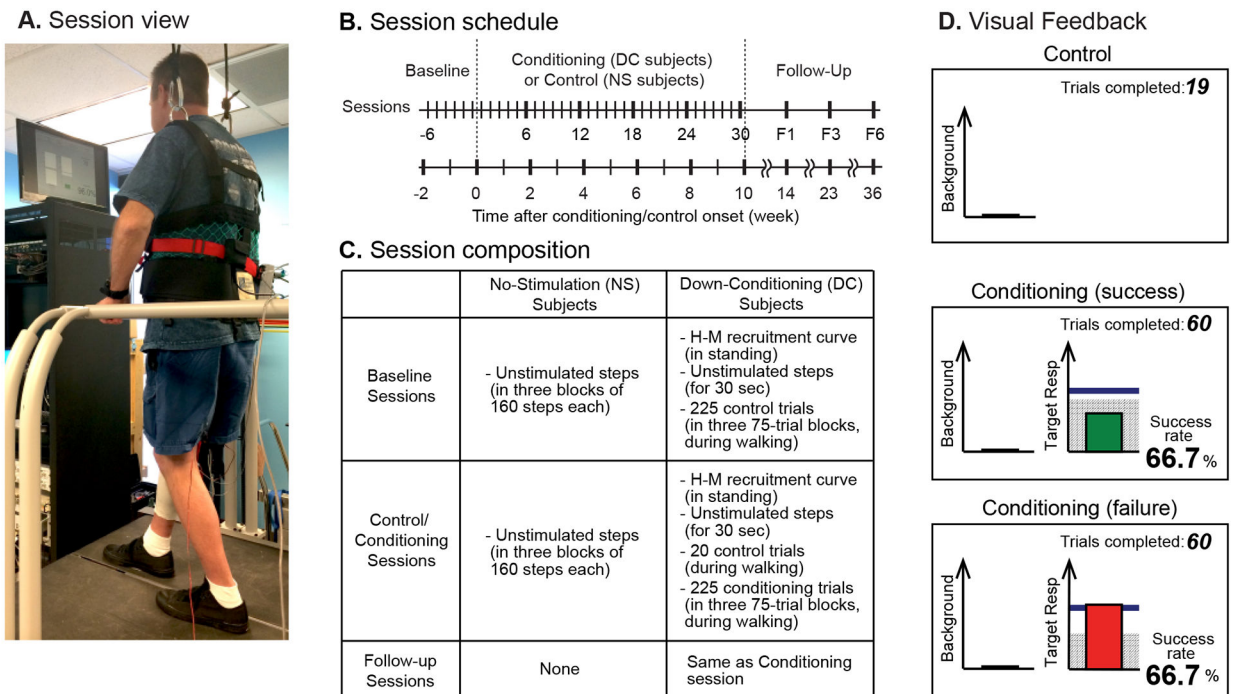 A. Session view
B. Session schedule
Baseline
Conditioning (DC subjects)
or Control (NS subjects)
Follow-Up
Sessions
-6 6 12 18 24 30 F1 F3 F6
-2 0 2 4 6 8 10 14 23 36
Time after conditioning/control onset (week)
C. Session composition
No-Stimulation (NS)
Subjects
Down-Conditioning (DC)
Subjects
Baseline
Sessions
- Unstimulated steps
(in three blocks of
160 steps each)
- H-M recruitment curve
(in standing)
- Unstimulated steps
(for 30 sec)
- 225 control trials
(in three 75-trial blocks,
during walking)
Control/
Conditioning
Sessions
- Unstimulated steps
(in three blocks of
160 steps each)
- H-M recruitment curve
(in standing)
- Unstimulated steps
(for 30 sec)
- 20 control trials
(during walking)
- 225 conditioning trials
(in three 75-trial blocks,
during walking)
Follow-up
Sessions
None
Same as Conditioning
session
D. Visual Feedback
Control
Trials completed: 19
Background
Conditioning (success)
Trials completed: 60
Background
Target Resp
Success
rate
66.7 %
Conditioning (failure)
Trials completed: 60
Background
Target Resp
Success
rate
66.7 %